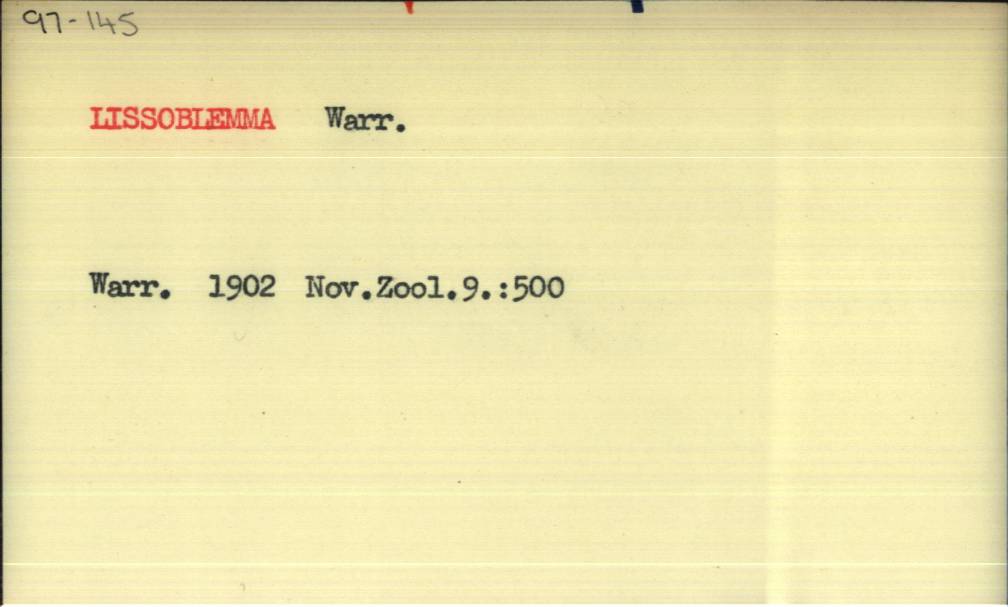 97-145
LISSOBLEMMA Warr.
Warr. 1902 Nov.Zool.9.:500